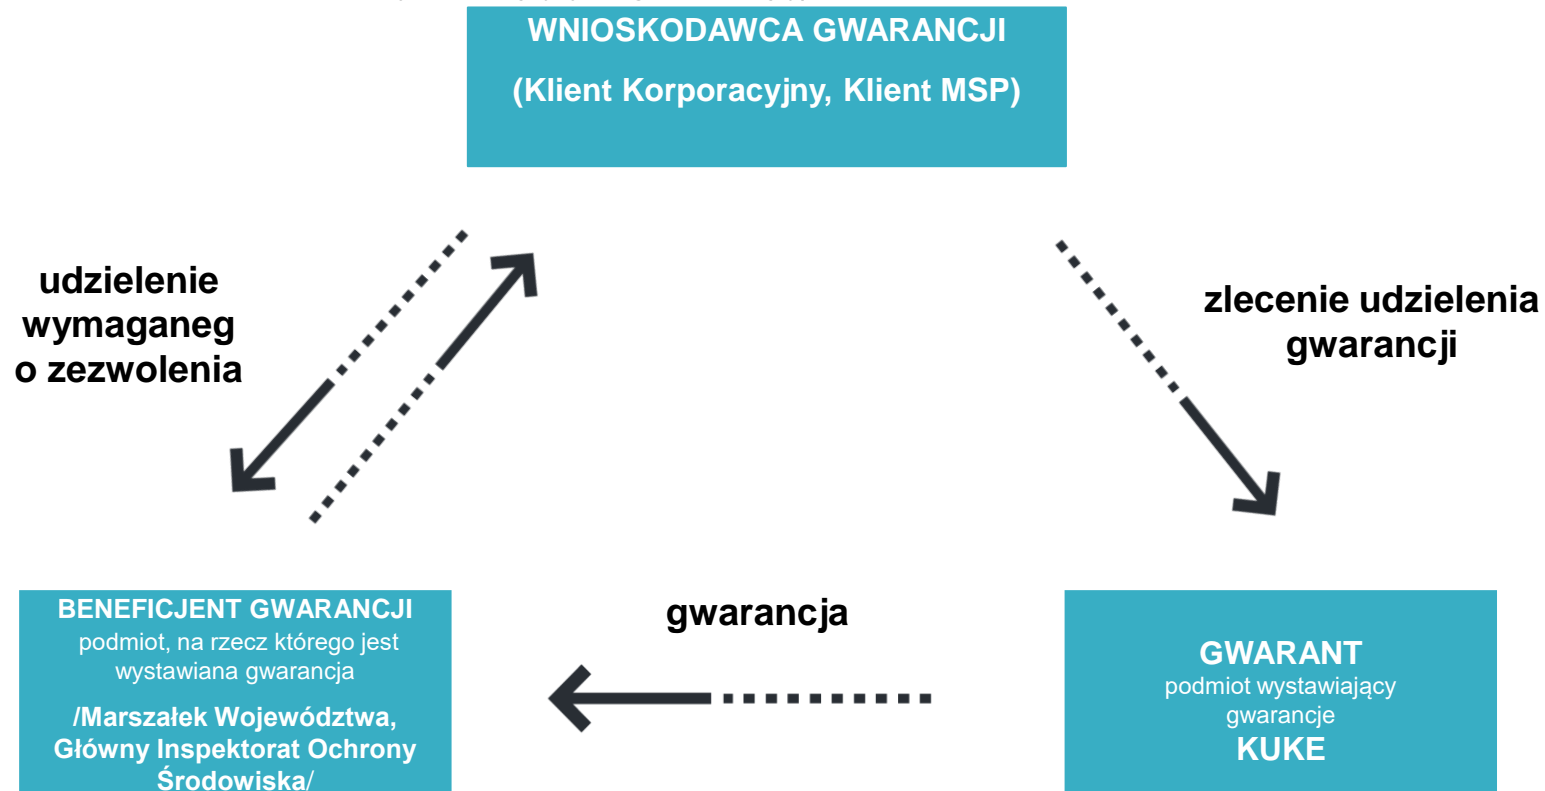 WNIOSKODAWCA GWARANCJI
(Klient Korporacyjny, Klient MSP)
udzielenie
wymaganeg
o zezwolenia
zlecenie udzielenia
gwarancji
gwarancja
BENEFICJENT GWARANCJI
podmiot, na rzecz którego jest
wystawiana gwarancja
/Marszałek Województwa,
Główny Inspektorat Ochrony
Środowiska/
GWARANT
podmiot wystawiający
gwarancje
KUKE